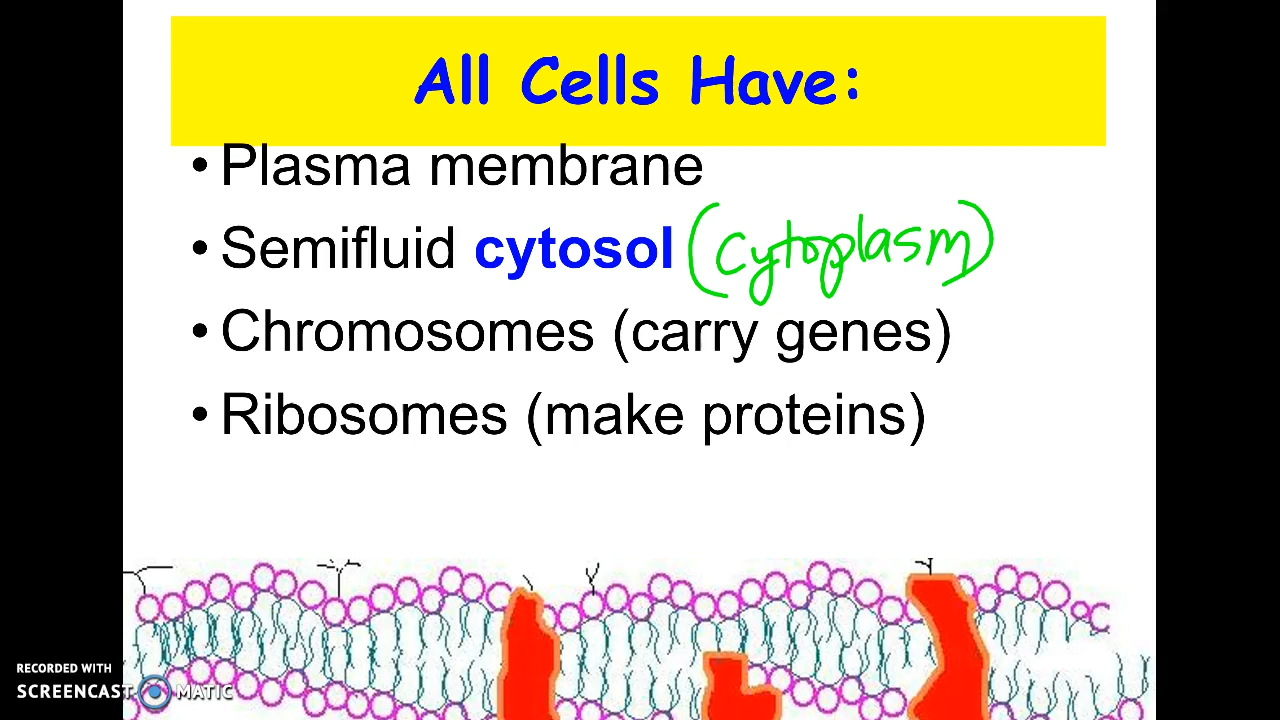 All Cells Have:
• Plasma membrane
• Semifluid cytosol (Cytoplasm)
• Chromosomes (carry genes)
• Ribosomes (make proteins)
RECORDED WITH
SCREENCAST MATIC